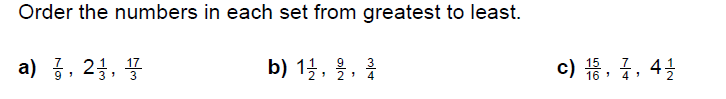 Order the numbers in each set from greatest to least.
a) 7/9, 2 1/3, 17/3 b) 1 1/2, 9/2, 3/4 c) 15/16, 7/4, 4 1/2